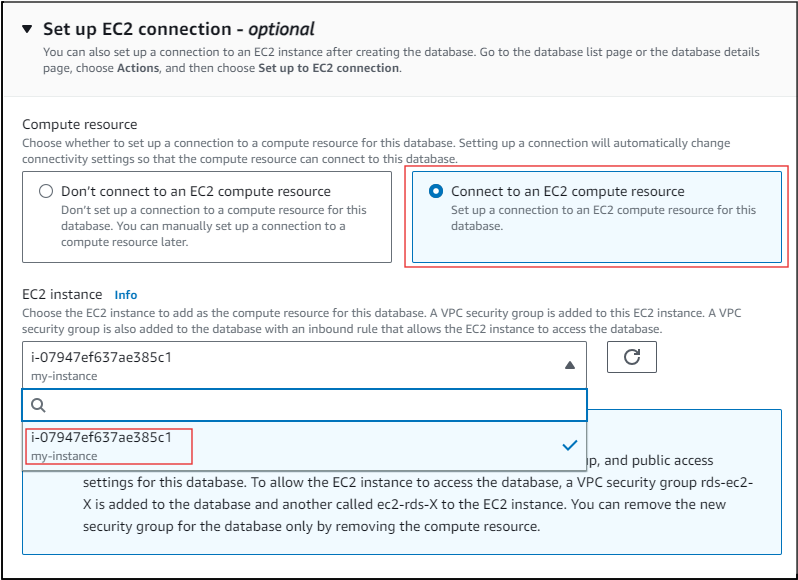 Set up EC2 connection - optional
You can also set up a connection to an EC2 instance after creating the database. Go to the database list page or the database details
page, choose Actions, and then choose Set up to EC2 connection.
Compute resource
Choose whether to set up a connection to a compute resource for this database. Setting up a connection will automatically change
connectivity settings so that the compute resource can connect to this database.
Don't connect to an EC2 compute resource
Don't set up a connection to a compute resource for this
database. You can manually set up a connection to a
compute resource later.
Connect to an EC2 compute resource
Set up a connection to an EC2 compute resource for this
database.
EC2 instance Info
Choose the EC2 instance to add as the compute resource for this database. A VPC security group is added to this EC2 instance. A VPC
security group is also added to the database with an inbound rule that allows the EC2 instance to access the database.
i-07947ef637ae385c1
my-instance
i-07947ef637ae385c1
my-instance
, and public access
settings for this database. To allow the EC2 instance to access the database, a VPC security group rds-ec2-
X is added to the database and another called ec2-rds-X to the EC2 instance. You can remove the new
security group for the database only by removing the compute resource.